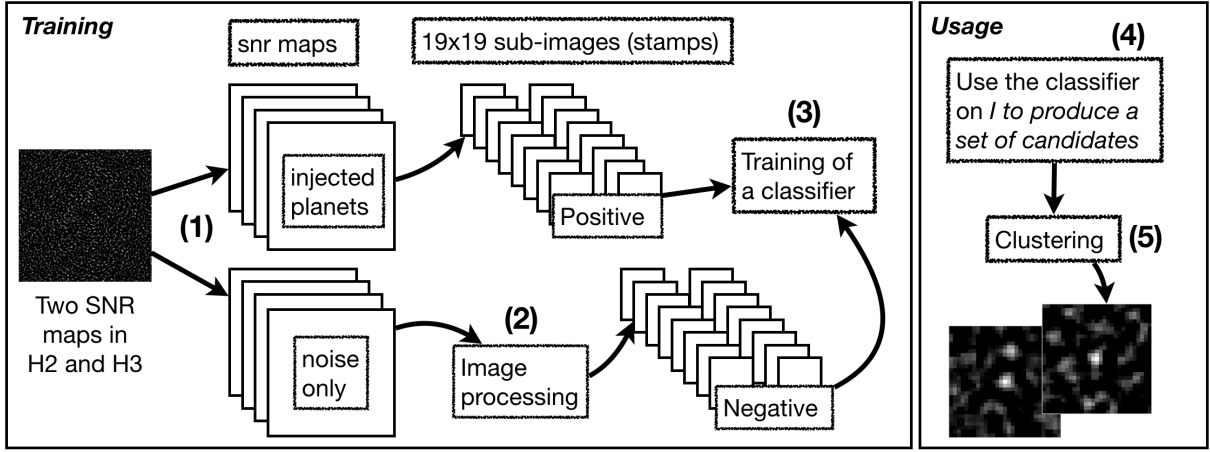 Training
snr maps
19x19 sub-images (stamps)
injected
planets
(1)
Two SNR
maps in
H2 and H3
noise
only
(2)
Image
processing
Positive
Negative
(3)
Training of
a classifier
Usage
(4)
Use the classifier
on I to produce a
set of candidates
Clustering
(5)